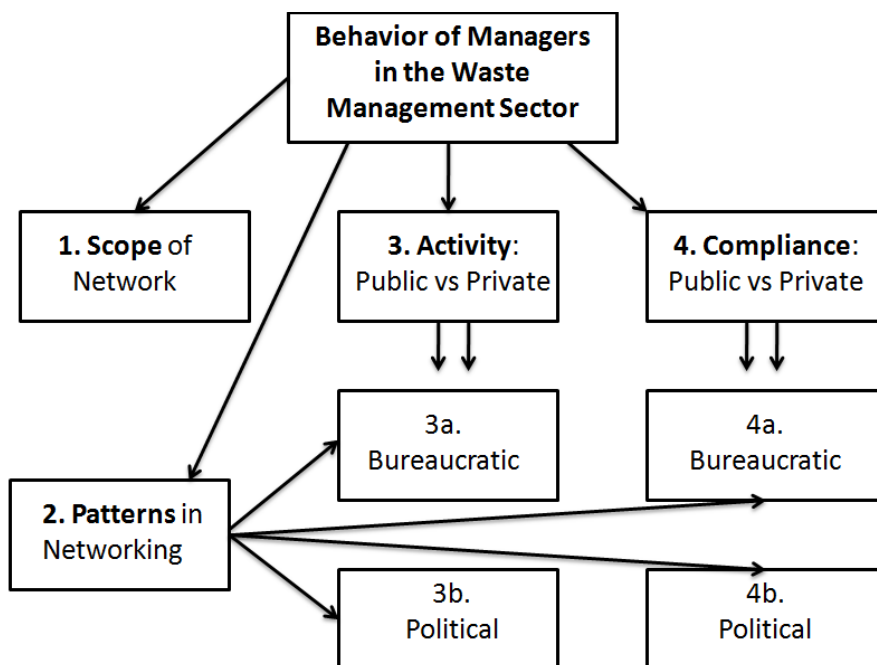 Behavior of Managers
in the Waste
Management Sector
1. Scope of
Network
3. Activity:
Public vs Private
4. Compliance:
Public vs Private
3a.
Bureaucratic
4a.
Bureaucratic
2. Patterns in
Networking
3b.
Political
4b.
Political